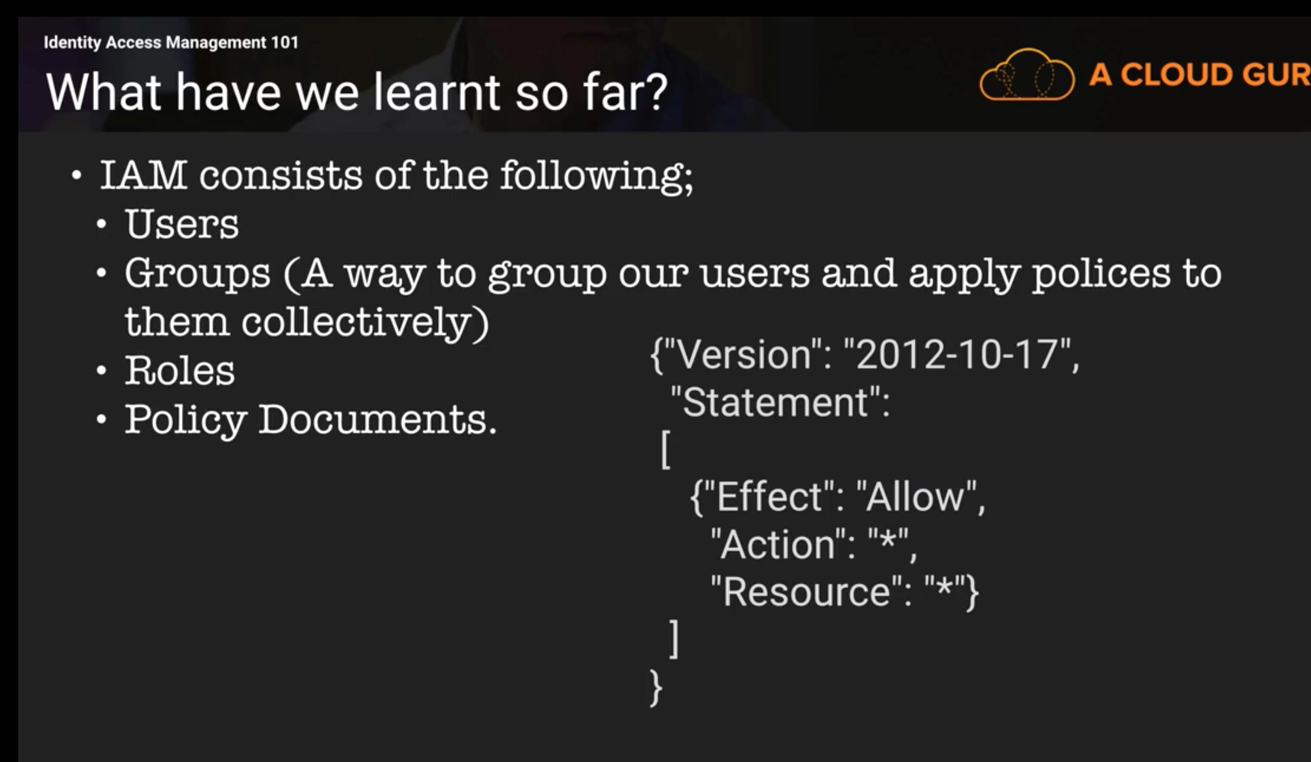 Identity Access Management 101
What have we learnt so far?
A CLOUD GUR
• IAM consists of the following;
• Users
• Groups (A way to group our users and apply polices to
them collectively)
• Roles
• Policy Documents.
{"Version": "2012-10-17",
"Statement":
[
{"Effect": "Allow",
"Action": "*",
"Resource": "*"}
]
}